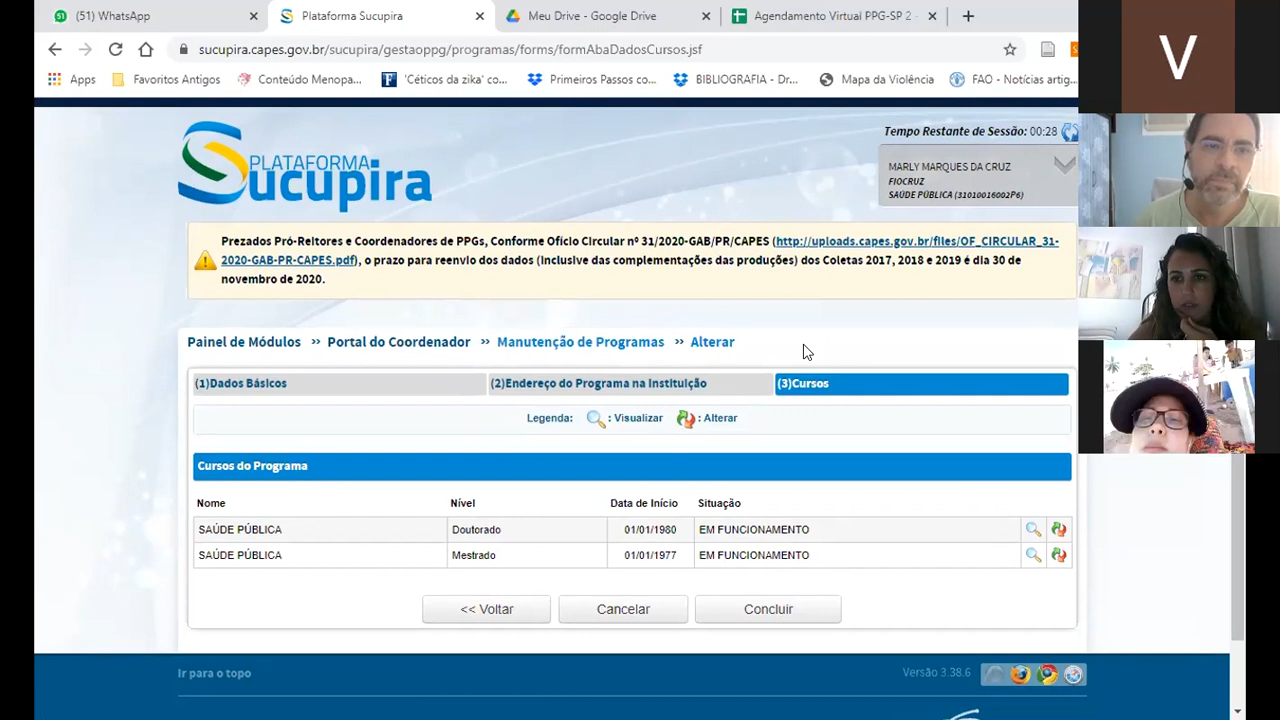 (51) WhatsApp
Plataforma Sucupira
Meu Drive - Google Drive
Agendamento Virtual PPG-SP 2 -
sucupira.capes.gov.br/sucupira/gestaoppg/programas/forms/formAbaDadosCursos.jsf
Apps
Favoritos Antigos
Conteúdo Menopa...
'Céticos da zika' co...
Primeiros Passos co...
BIBLIOGRAFIA - Dr...
Mapa da Violência
FAO - Notícias artig...
V
PLATAFORMA
Sucupira
Tempo Restante de Sessão: 00:28
MARLY MARQUES DA CRUZ
FIOCRUZ
SAÚDE PÚBLICA (31010016002P6)
Prezados Pró-Reitores e Coordenadores de PPGs, Conforme Ofício Circular nº 31/2020-GAB/PR/CAPES (http://uploads.capes.gov.br/files/OF_CIRCULAR_31-
2020-GAB-PR-CAPES.pdf), o prazo para reenvio dos dados (inclusive das complementações das produções) dos Coletas 2017, 2018 e 2019 é dia 30 de
novembro de 2020.
Painel de Módulos » Portal do Coordenador » Manutenção de Programas » Alterar
(1)Dados Básicos (2)Endereço do Programa na Instituição (3)Cursos
Legenda: : Visualizar : Alterar
Cursos do Programa
Nome Nível Data de Início Situação
SAÚDE PÚBLICA Doutorado 01/01/1980 EM FUNCIONAMENTO
SAÚDE PÚBLICA Mestrado 01/01/1977 EM FUNCIONAMENTO
<< Voltar Cancelar Concluir
Ir para o topo Versão 3.38.6